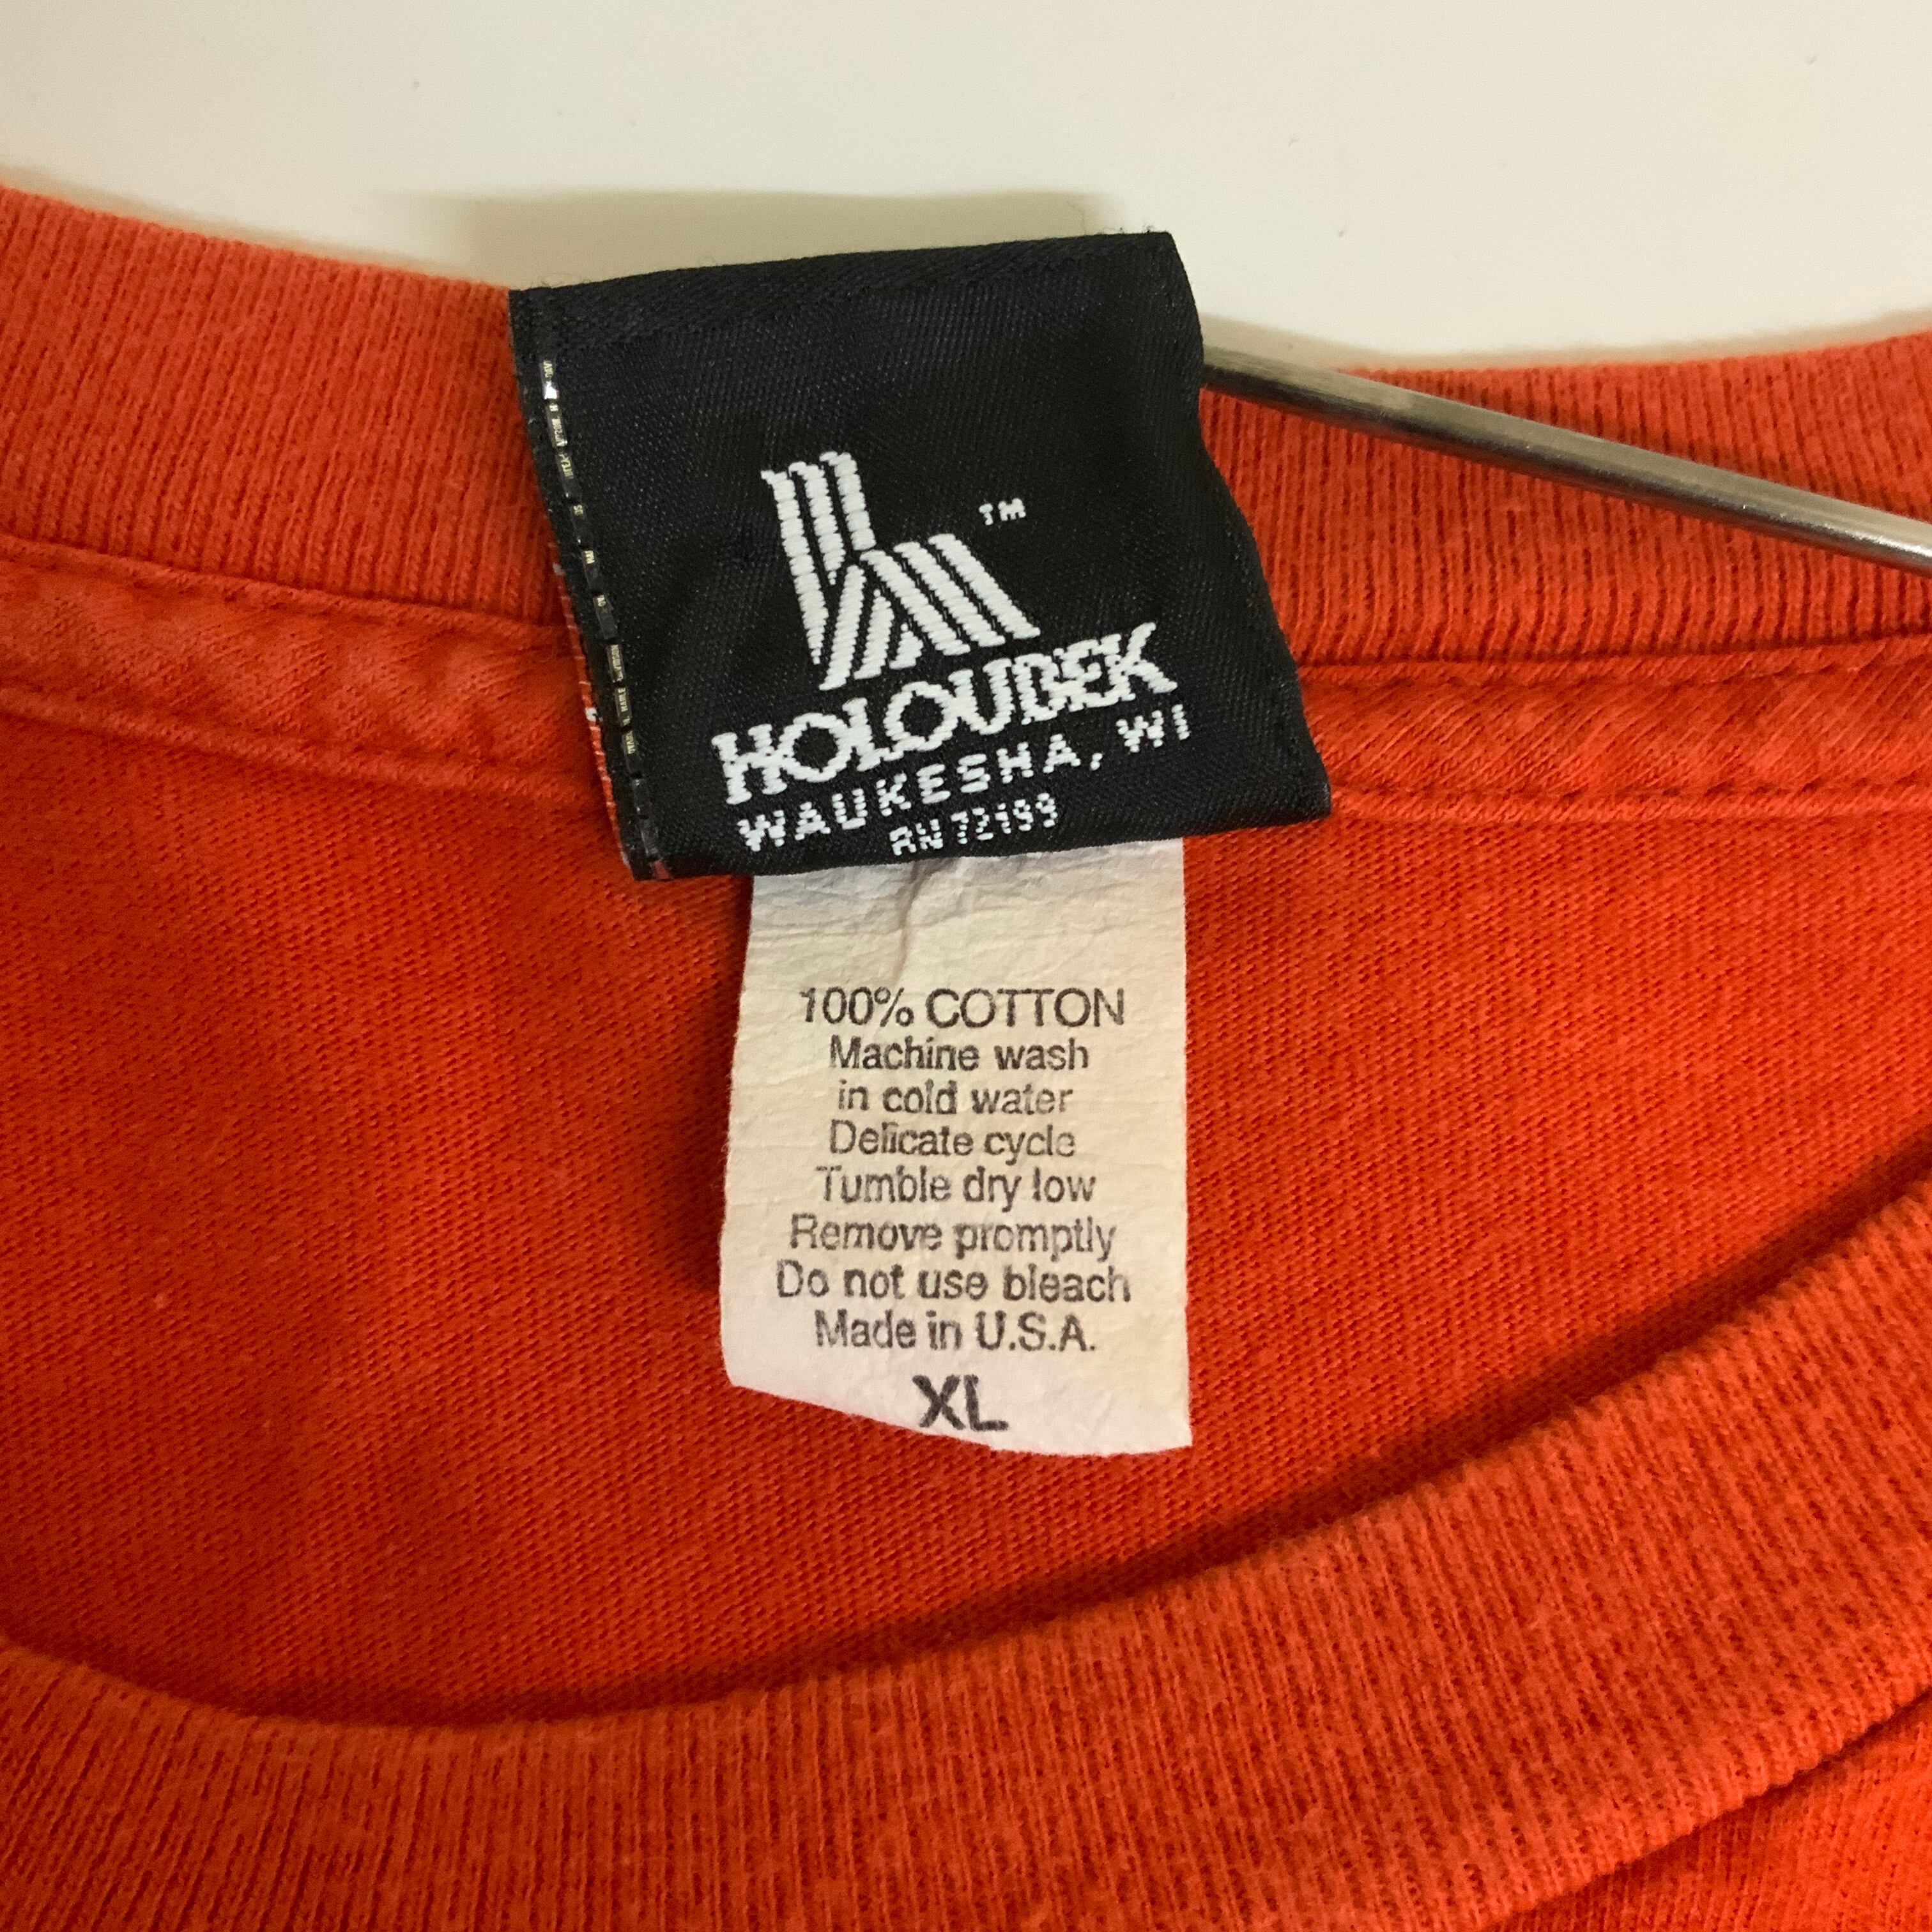 TM
HOLOUBEK
WAUKESHA, WI
RN 72199
100% COTTON
Machine wash
in cold water
Delicate cycle
Tumble dry low
Remove promptly
Do not use bleach
Made in U.S.A.
XL